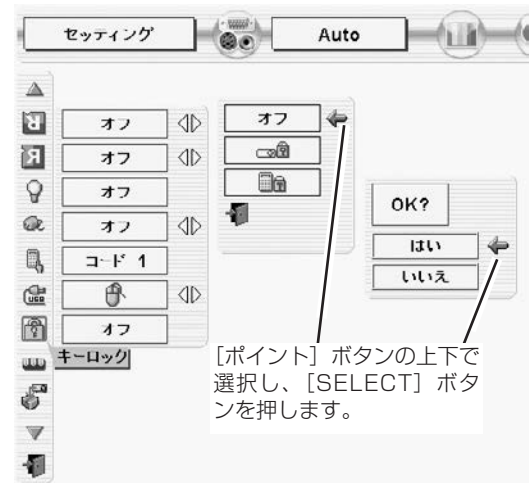 セッティング
Auto
オフ
オフ
オフ
オフ
コード 1
オフ
キーロック
オフ
OK?
はい
いいえ
［ポイント］ボタンの上下で
選択し、［SELECT］ボタ
ンを押します。
USB